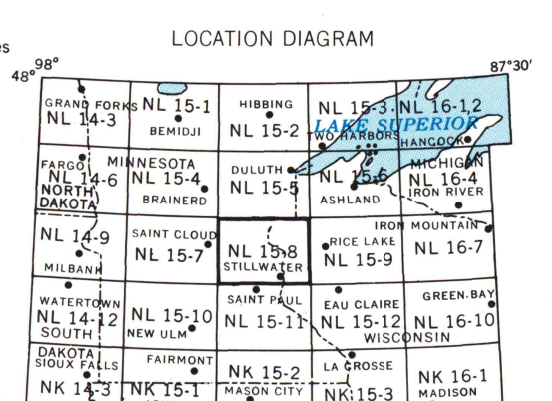 es
LOCATION DIAGRAM
98°
48°
87°30'
GRAND FORKS
NL 14-3
NL 15-1
BEMIDJI
HIBBING
NL 15-2
NL 15-3
TWO HARBORS
NL 16-1,2
LAKE SUPERIOR
HANCOCK
FARGO
NL 14-6
NORTH
DAKOTA
MINNESOTA
NL 15-4
BRAINERD
DULUTH
NL 15-5
NL 15-6
ASHLAND
MICHIGAN
NL 16-4
IRON RIVER
NL 14-9
MILBANK
SAINT CLOUD
NL 15-7
NL 15-8
STILLWATER
RICE LAKE
NL 15-9
IRON MOUNTAIN
NL 16-7
WATERTOWN
NL 14-12
SOUTH
DAKOTA
NL 15-10
NEW ULM
SAINT PAUL
NL 15-11
EAU CLAIRE
NL 15-12
WISCONSIN
GREEN BAY
NL 16-10
SIOUX FALLS
NK 14-3
FAIRMONT
NK 15-1
NK 15-2
MASON CITY
LA CROSSE
NK 15-3
NK 16-1
MADISON